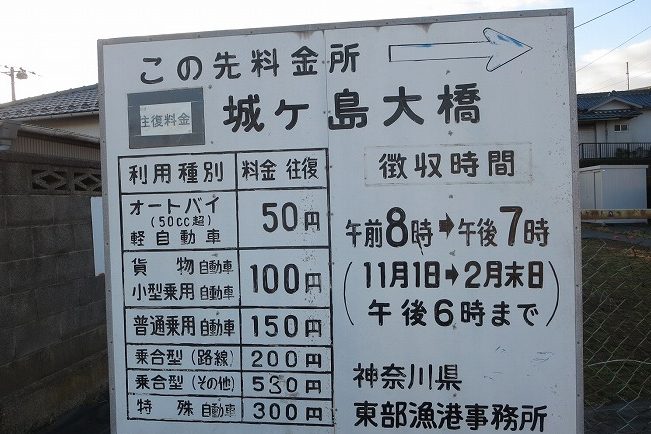 この先料金所
往復料金
城ヶ島大橋
利用種別 料金 往復
オートバイ
(50cc超)
軽自動車
50円
貨物自動車
小型乗用自動車
100円
普通乗用自動車 150円
乗合型(路線) 200円
乗合型(その他) 530円
特殊自動車 300円
徴収時間
午前8時➡午後7時
(11月1日➡2月末日
午後6時まで)
神奈川県
東部漁港事務所